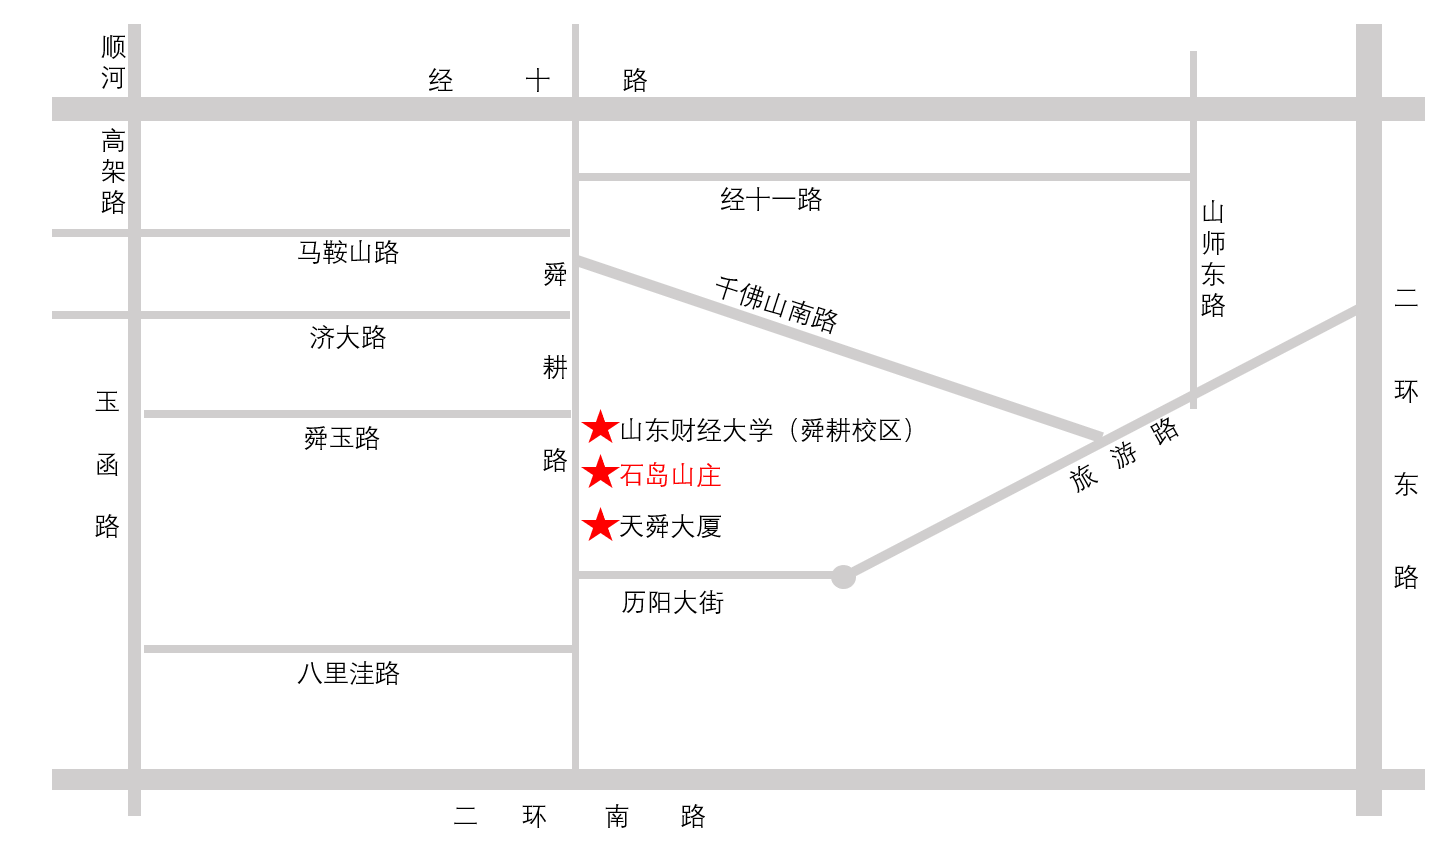 顺河高架路
经十路
经十一路
山师东路
马鞍山路
舜耕路
千佛山南路
二环东路
济大路
玉函路
舜玉路
山东财经大学（舜耕校区）
旅游路
石岛山庄
天舜大厦
历阳大街
八里洼路
二环南路